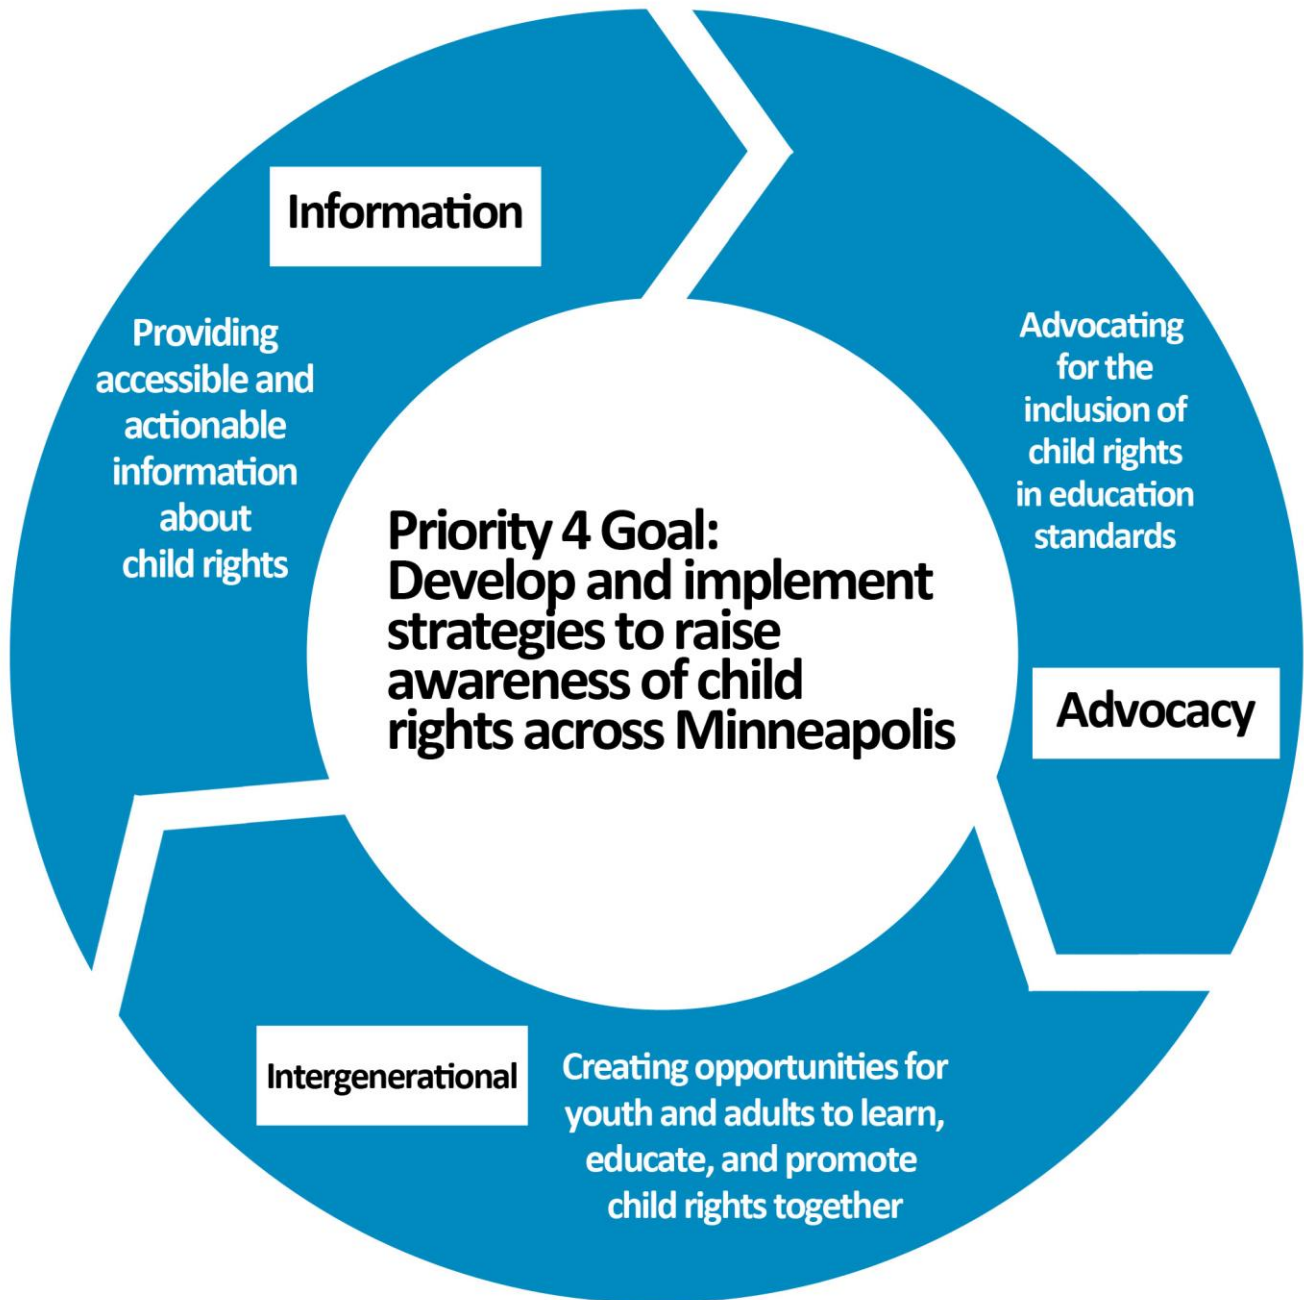 Information
Providing
accessible and
actionable
information
about
child rights
Advocating
for the
inclusion of
child rights
in education
standards
Advocacy
Priority 4 Goal:
Develop and implement
strategies to raise
awareness of child
rights across Minneapolis
Intergenerational
Creating opportunities for
youth and adults to learn,
educate, and promote
child rights together